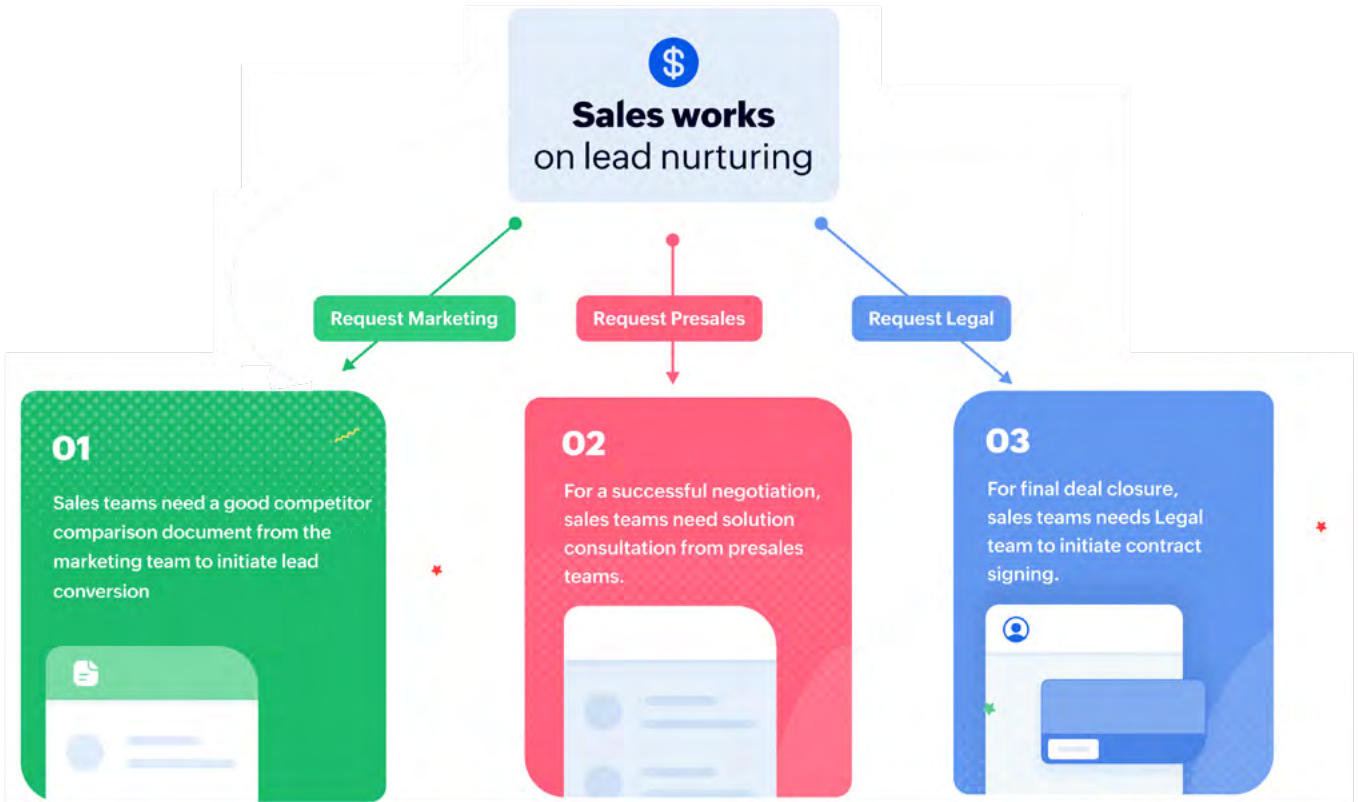 $
Sales works
on lead nurturing
Request Marketing
Request Presales
Request Legal
01
Sales teams need a good competitor
comparison document from the
marketing team to initiate lead
conversion
02
For a successful negotiation,
sales teams need solution
consultation from presales
teams.
03
For final deal closure,
sales teams needs Legal
team to initiate contract
signing.